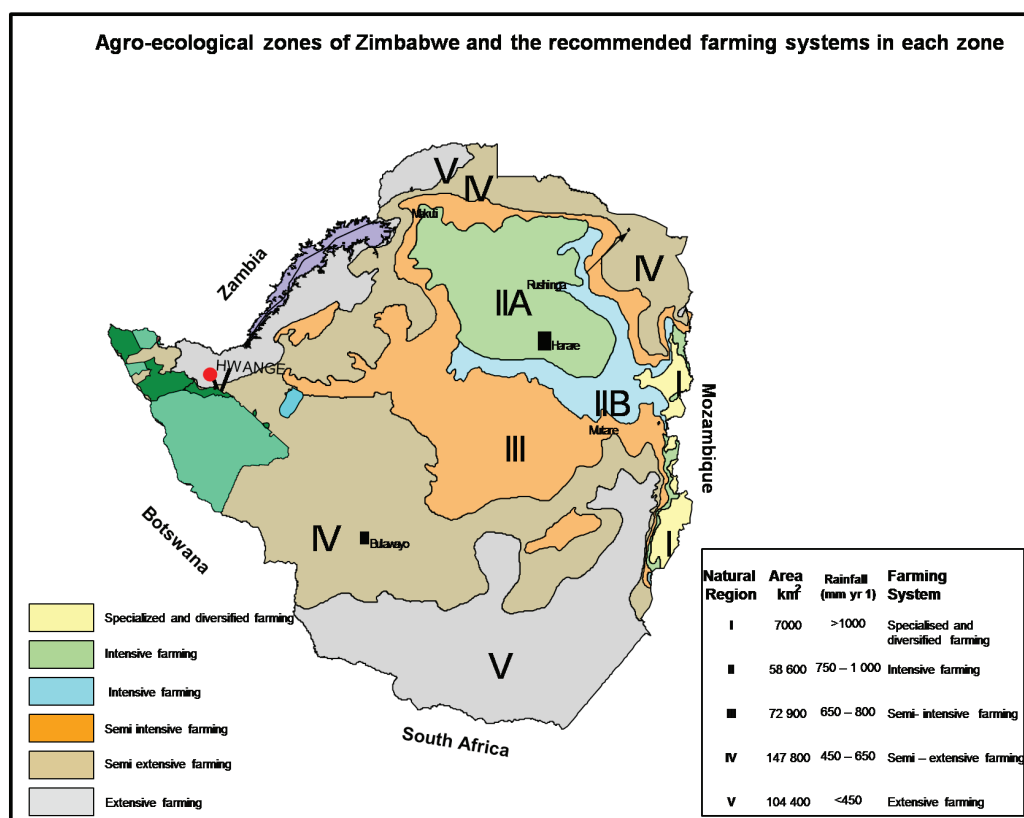 Agro-ecological zones of Zimbabwe and the recommended farming systems in each zone
V
IV
Makuti
Zambia
IV
Rushinga
IIA
Harare
HWANGE
V
I
Mozambique
IIB
Mutare
III
Botswana
IV
Bulawayo
I
V
South Africa
Specialized and diversified farming
Intensive farming
Intensive farming
Semi intensive farming
Semi extensive farming
Extensive farming
Natural Region Area km2 Rainfall (mm yr 1) Farming System
I 7000 >1000 Specialised and diversified farming
II 58 600 750 – 1 000 Intensive farming
III 72 900 650 – 800 Semi- intensive farming
IV 147 800 450 – 650 Semi – extensive farming
V 104 400 <450 Extensive farming